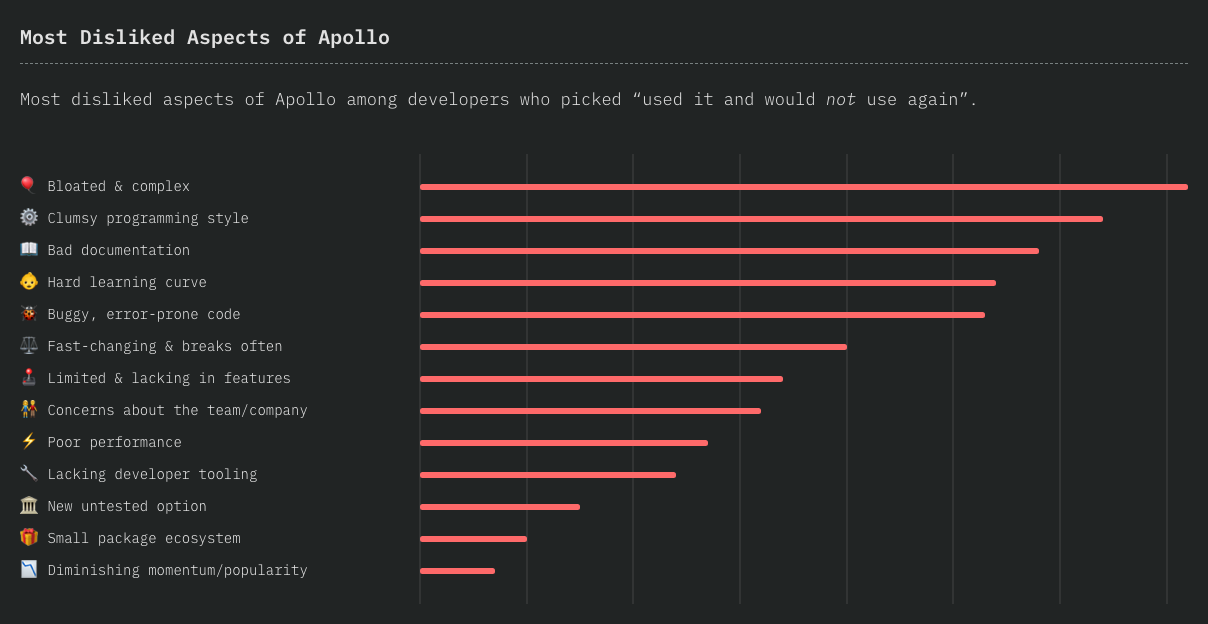 Most Disliked Aspects of Apollo
Most disliked aspects of Apollo among developers who picked “used it and would not use again”.
Bloated & complex
Clumsy programming style
Bad documentation
Hard learning curve
Buggy, error-prone code
Fast-changing & breaks often
Limited & lacking in features
Concerns about the team/company
Poor performance
Lacking developer tooling
New untested option
Small package ecosystem
Diminishing momentum/popularity